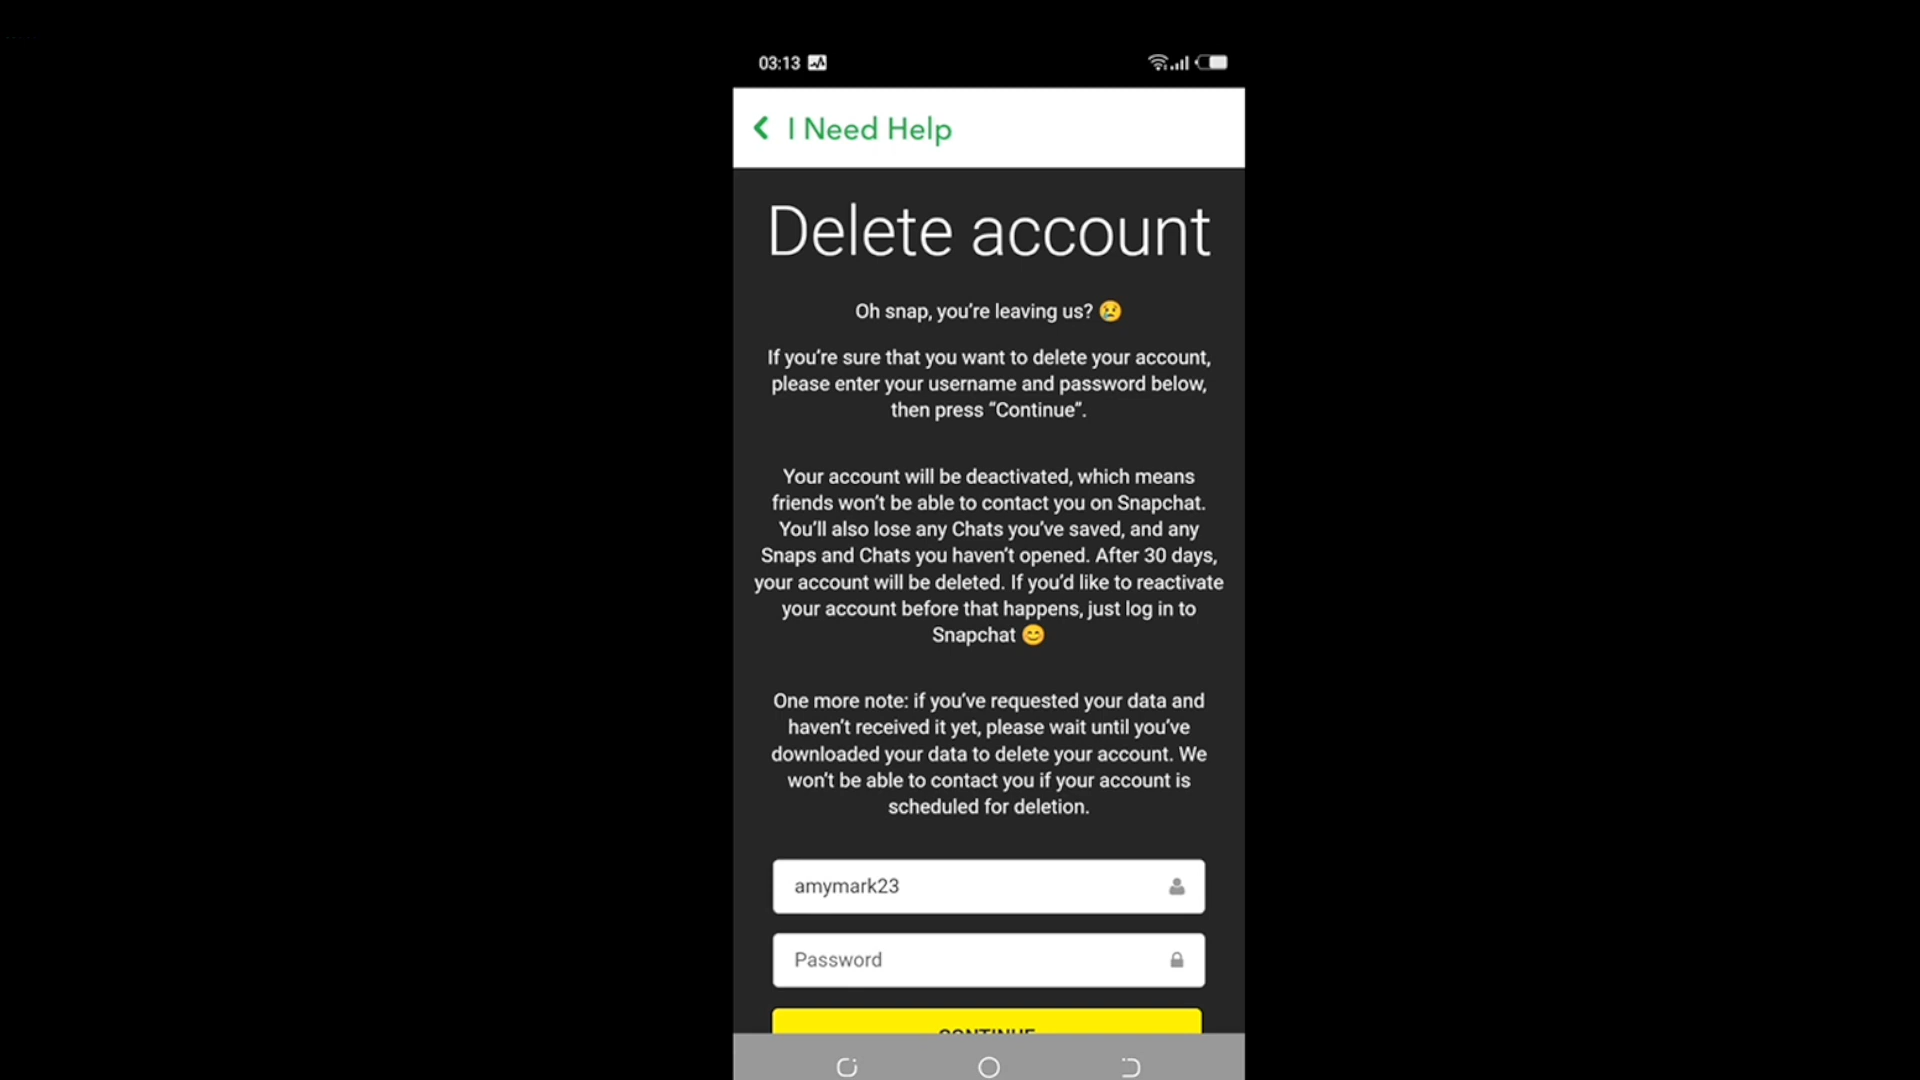 03:13
I Need Help
Delete account
Oh snap, you’re leaving us? 😢
If you’re sure that you want to delete your account,
please enter your username and password below,
then press “Continue”.
Your account will be deactivated, which means
friends won’t be able to contact you on Snapchat.
You’ll also lose any Chats you’ve saved, and any
Snaps and Chats you haven’t opened. After 30 days,
your account will be deleted. If you’d like to reactivate
your account before that happens, just log in to
Snapchat 😊
One more note: if you’ve requested your data and
haven’t received it yet, please wait until you’ve
downloaded your data to delete your account. We
won’t be able to contact you if your account is
scheduled for deletion.
amymark23
Password
CONTINUE